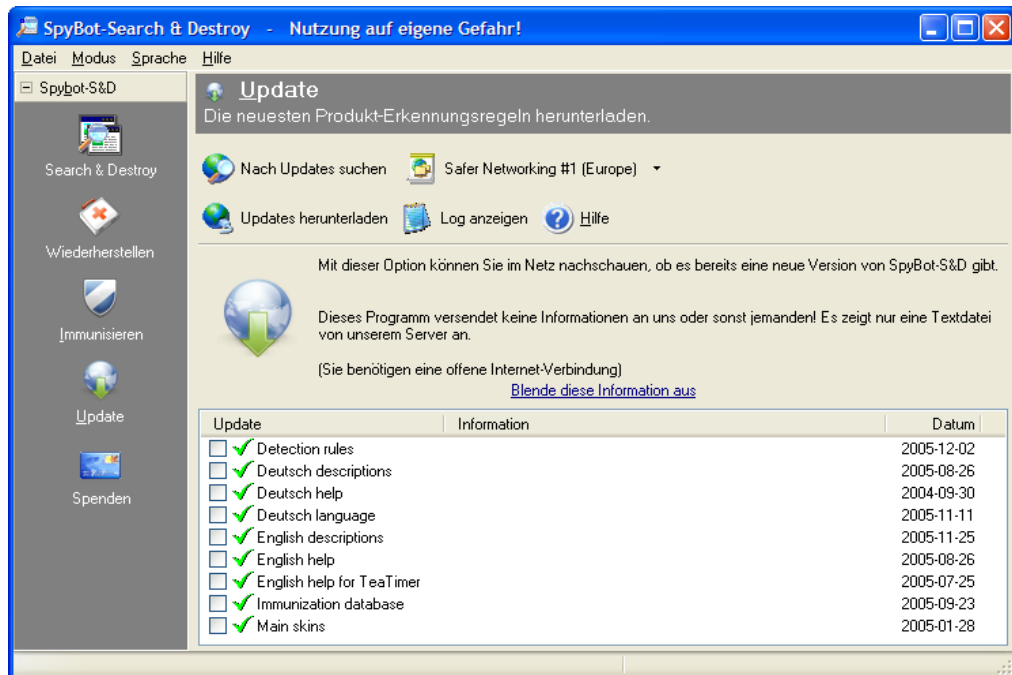 SpyBot-Search & Destroy - Nutzung auf eigene Gefahr!
Datei Modus Sprache Hilfe
Spybot-S&D
Search & Destroy
Wiederherstellen
Immunisieren
Update
Spenden
Update
Die neuesten Produkt-Erkennungsregeln herunterladen.
Nach Updates suchen Safer Networking #1 (Europe)
Updates herunterladen Log anzeigen Hilfe
Mit dieser Option können Sie im Netz nachschauen, ob es bereits eine neue Version von SpyBot-S&D gibt.
Dieses Programm versendet keine Informationen an uns oder sonst jemanden! Es zeigt nur eine Textdatei
von unserem Server an.
(Sie benötigen eine offene Internet-Verbindung)
Blende diese Information aus
Update Information Datum
Detection rules 2005-12-02
Deutsch descriptions 2005-08-26
Deutsch help 2004-09-30
Deutsch language 2005-11-11
English descriptions 2005-11-25
English help 2005-08-26
English help for TeaTimer 2005-07-25
Immunization database 2005-09-23
Main skins 2005-01-28